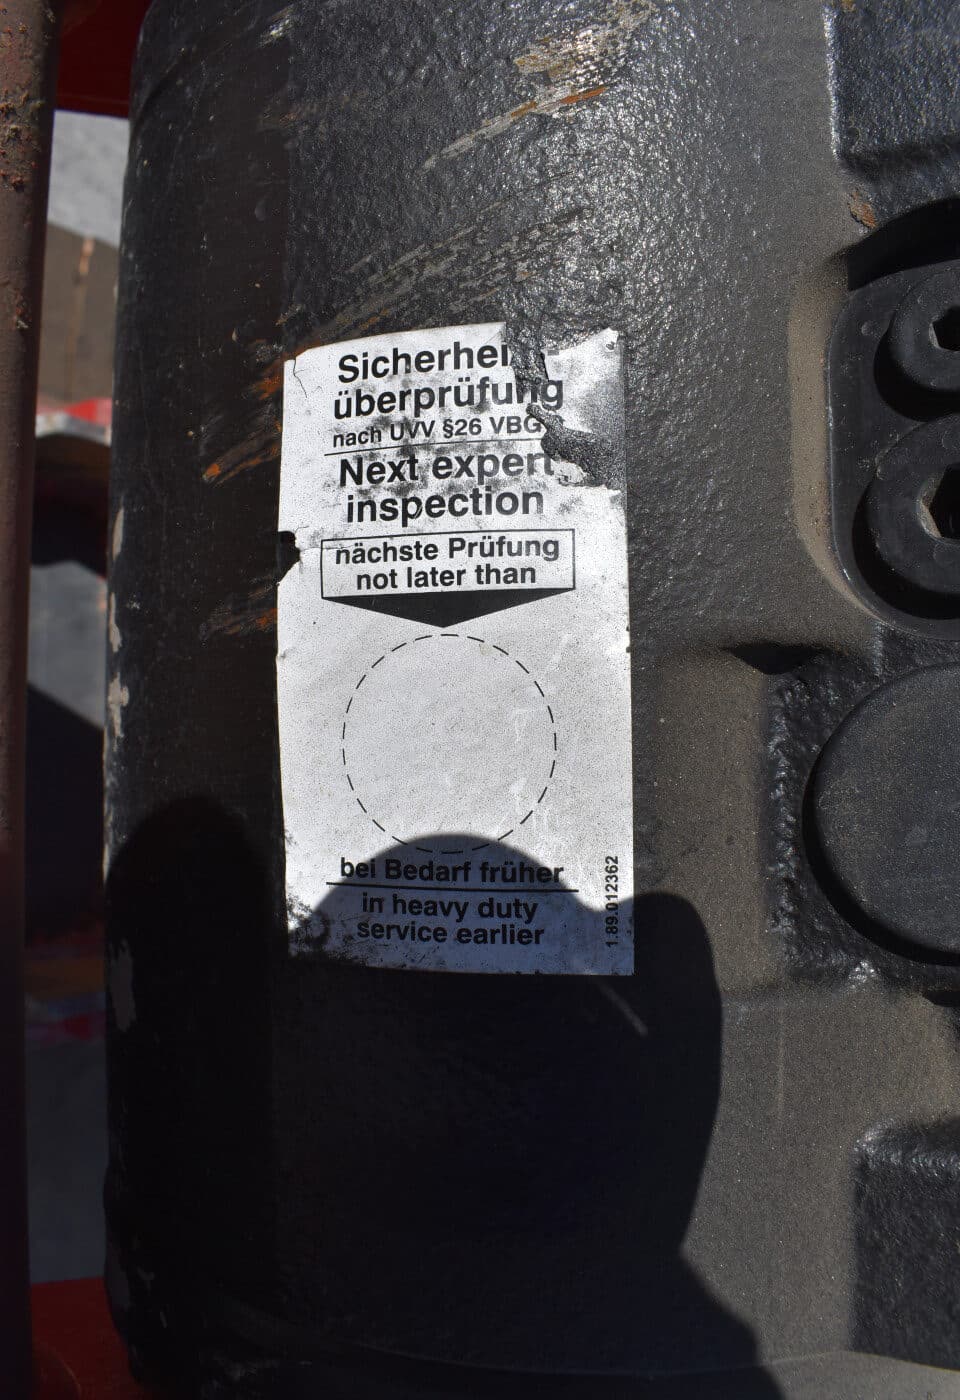 Sicherhei
überprüfung
nach UVV §26 VBG
Next expert
inspection
nächste Prüfung
not later than
bei Bedarf früher
in heavy duty
service earlier
1.89.012362